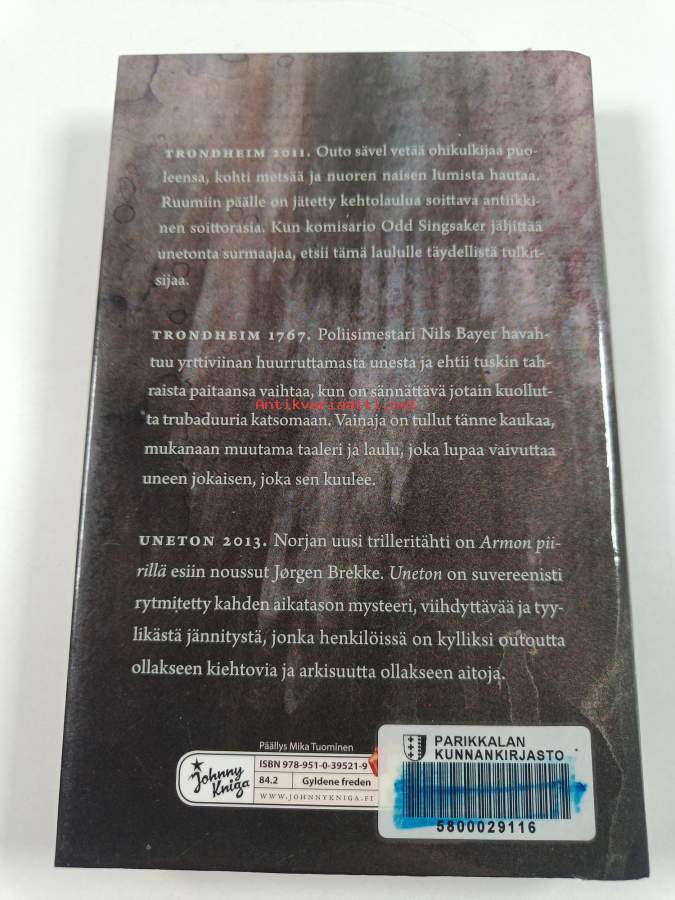 TRONDHEIM 2011. Outo sävel vetää ohikulkijaa puo-
leensa, kohti metsää ja nuoren naisen lumista hautaa.
Ruumiin päälle on jätetty kehtolaulua soittava antiikki-
nen soittorasia. Kun komisario Odd Singsaker jäljittää
unetonta surmaajaa, etsii tämä laululle täydellistä tulkit-
sijaa.
TRONDHEIM 1767. Poliisimestari Nils Bayer havah-
tuu yrttiviinan huurruttamasta unesta ja ehtii tuskin tah-
raista paitaansa vaihtaa, kun on sännättävä jotain kuollut-
Antikvariaatti.net
ta trubaduuria katsomaan. Vainaja on tullut tänne kaukaa,
mukanaan muutama taaleri ja laulu, joka lupaa vaivuttaa
uneen jokaisen, joka sen kuulee.
UNETON 2013. Norjan uusi trilleritähti on Armon pii-
rillä esiin noussut Jørgen Brekke. Uneton on suvereenisti
rytmitetty kahden aikatason mysteeri, viihdyttävää ja tyy-
likästä jännitystä, jonka henkilöissä on kylliksi outoutta
ollakseen kiehtovia ja arkisuutta ollakseen aitoja.
Päällys Mika Tuominen
Johnny
Kniga
ISBN 978-951-0-39521-9
84.2 Gyldene freden
WWW.JOHNNYKNIGA.FI
PARIKKALAN
KUNNANKIRJASTO
5800029116